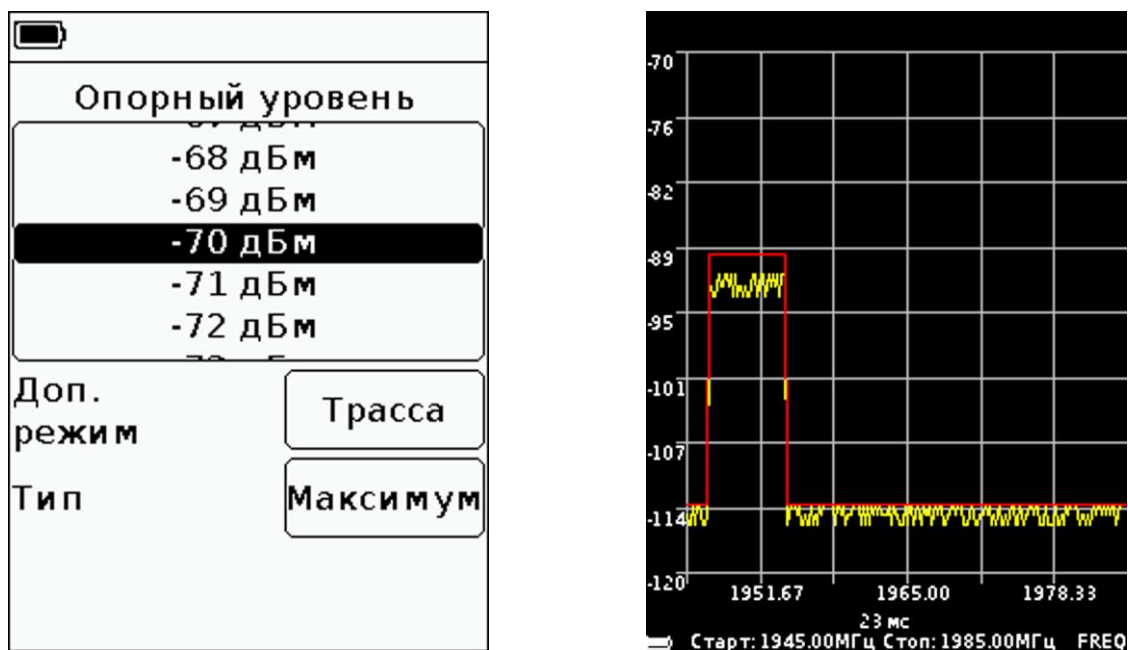 Опорный уровень
-68 дБм
-69 дБм
-70 дБм
-71 дБм
-72 дБм
Доп.
режим
Трасса
Тип
Максимум
-70
-76
-82
-89
-95
-101
-107
-114
-120
1951.67 1965.00 1978.33
23 мс
Старт: 1945.00МГц Стоп: 1985.00МГц FREQ